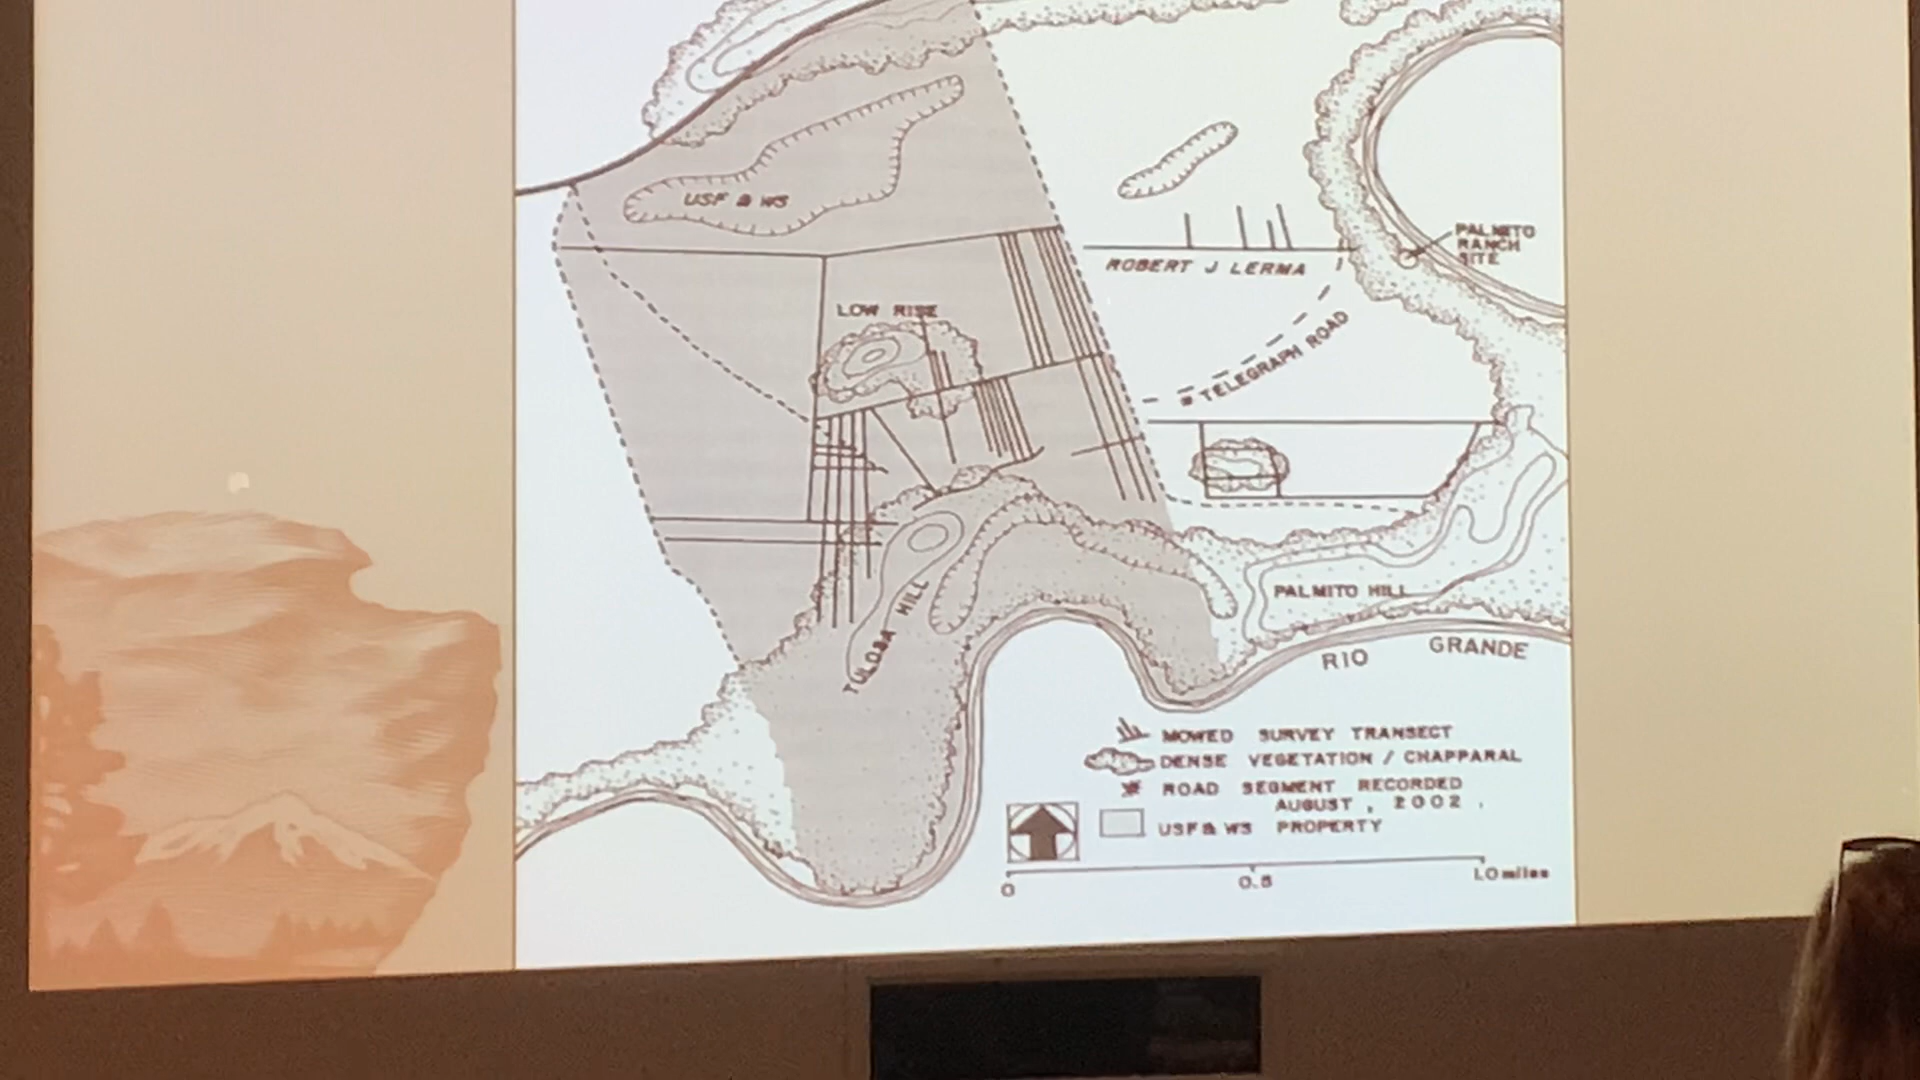 USF & WS
PALMITO
RANCH
SITE
ROBERT J LERMA
LOW RISE
TELEGRAPH ROAD
TULOSA HILL
PALMITO HILL
RIO GRANDE
MOWED SURVEY TRANSECT
DENSE VEGETATION / CHAPPARAL
ROAD SEGMENT RECORDED
AUGUST, 2002
USF & WS PROPERTY
0
0.5
1.0 miles